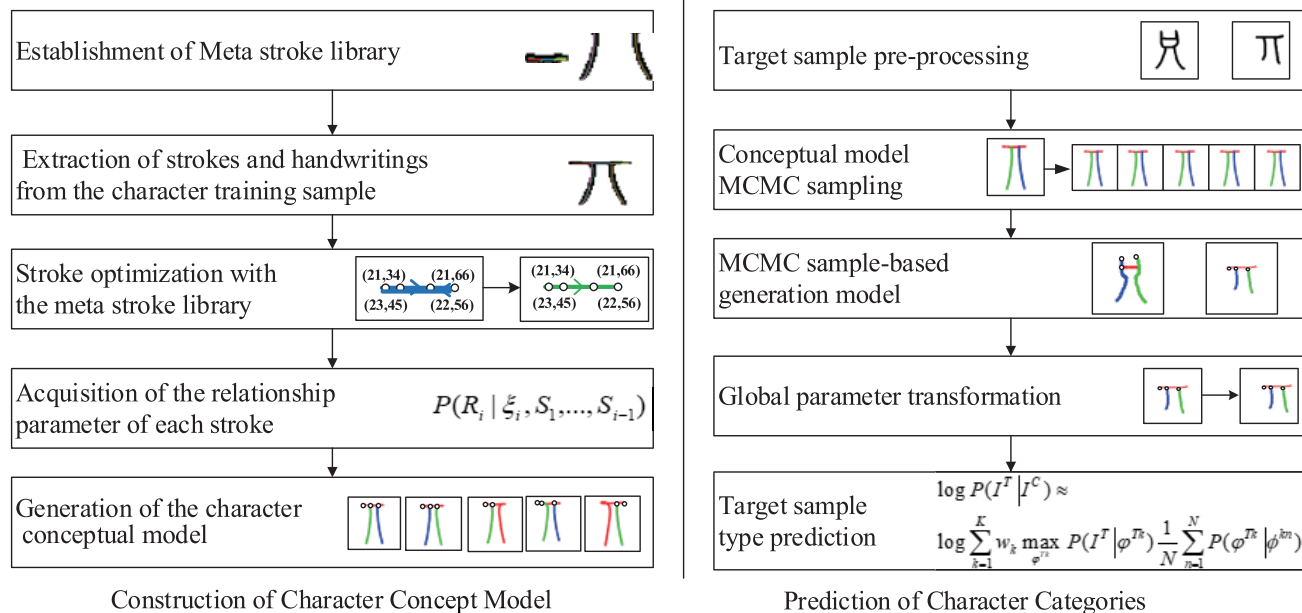 Establishment of Meta stroke library
Extraction of strokes and handwritings
from the character training sample
Stroke optimization with
the meta stroke library
(21,34) (21,66)
(23,45) (22,56)
(21,34) (21,66)
(23,45) (22,56)
Acquisition of the relationship
parameter of each stroke
P(R_i | ξ_i, S_1,..., S_{i-1})
Generation of the character
conceptual model
Construction of Character Concept Model
Target sample pre-processing
Conceptual model
MCMC sampling
MCMC sample-based
generation model
Global parameter transformation
Target sample
type prediction
log P(I^T | I^C) ≈
log ∑_{k=1}^{K} w_k max_{φ^{Tk}} P(I^T | φ^{Tk}) 1/N ∑_{n=1}^{N} P(φ^{Tk} | ϕ^{kn})
Prediction of Character Categories